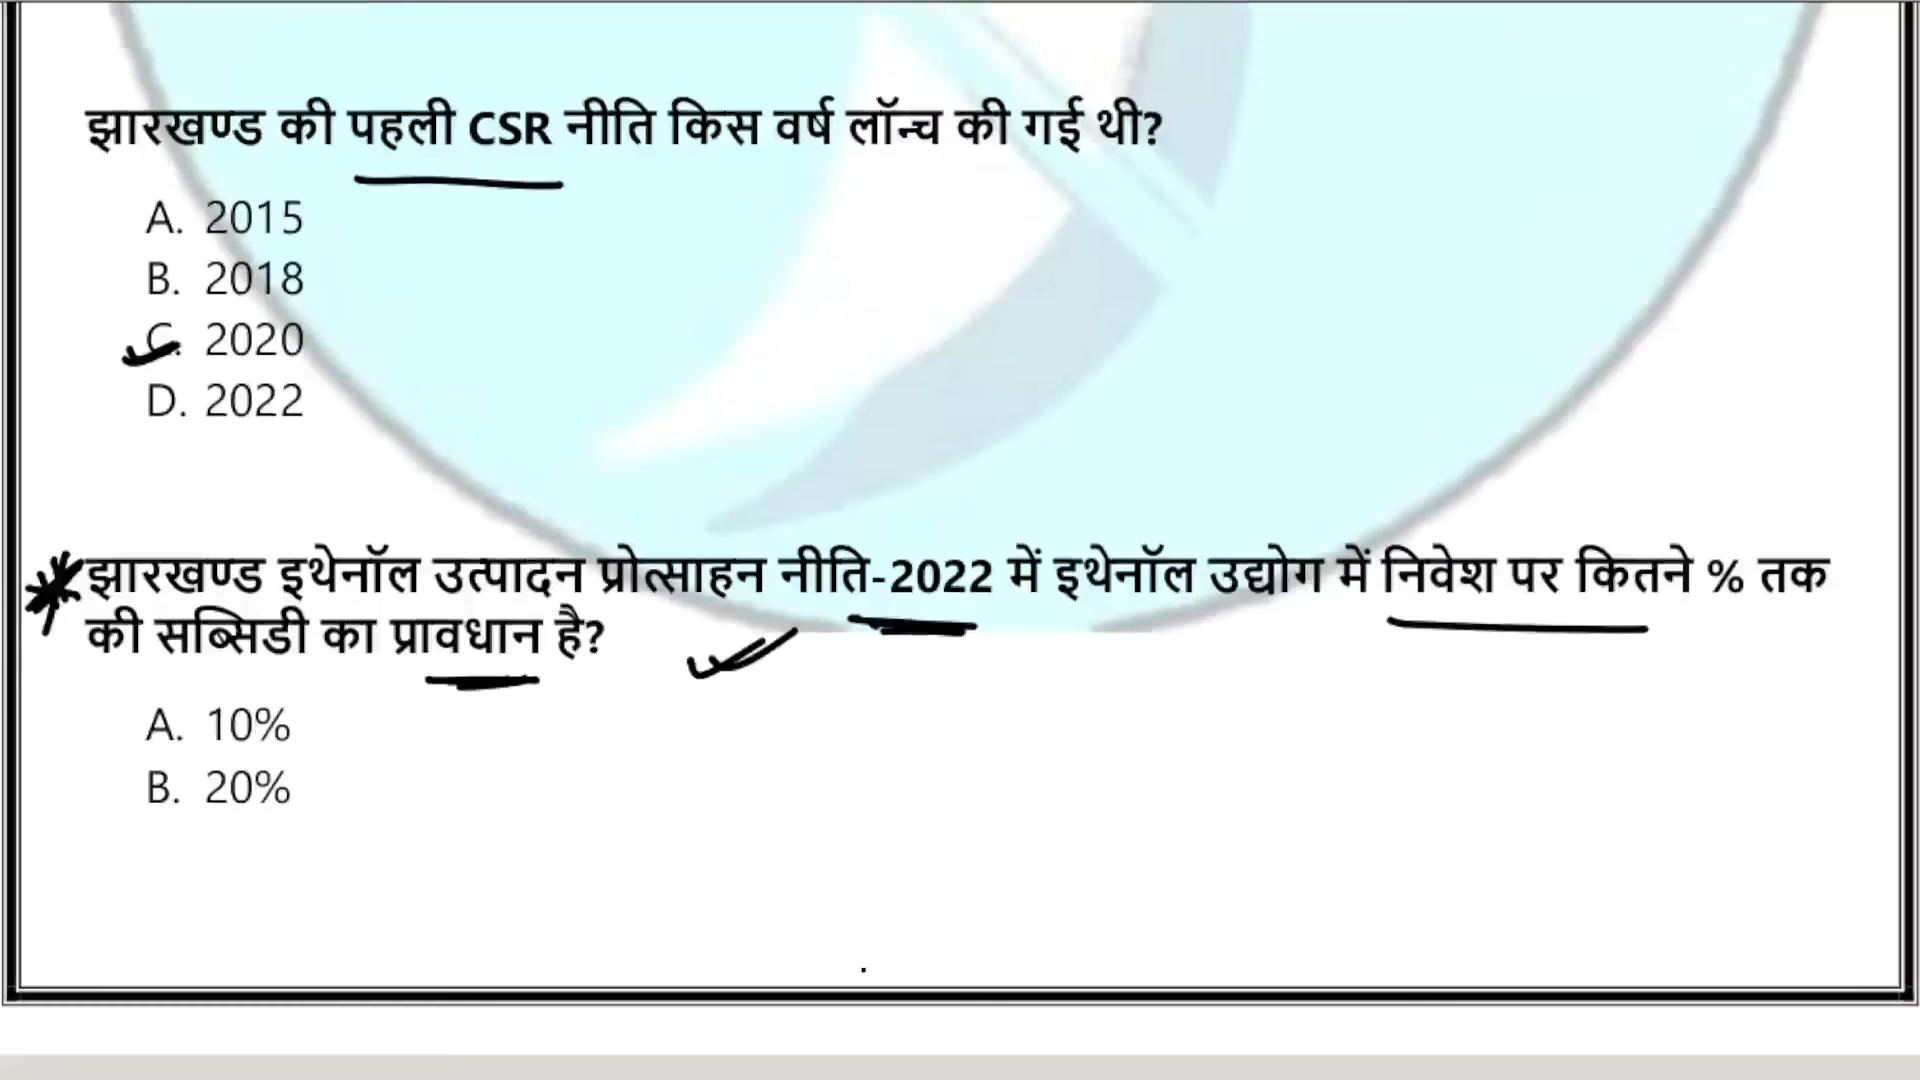 झारखण्ड की पहली CSR नीति किस वर्ष लॉन्च की गई थी?
A. 2015
B. 2018
C. 2020
D. 2022
झारखण्ड इथेनॉल उत्पादन प्रोत्साहन नीति-2022 में इथेनॉल उद्योग में निवेश पर कितने % तक
की सब्सिडी का प्रावधान है?
A. 10%
B. 20%